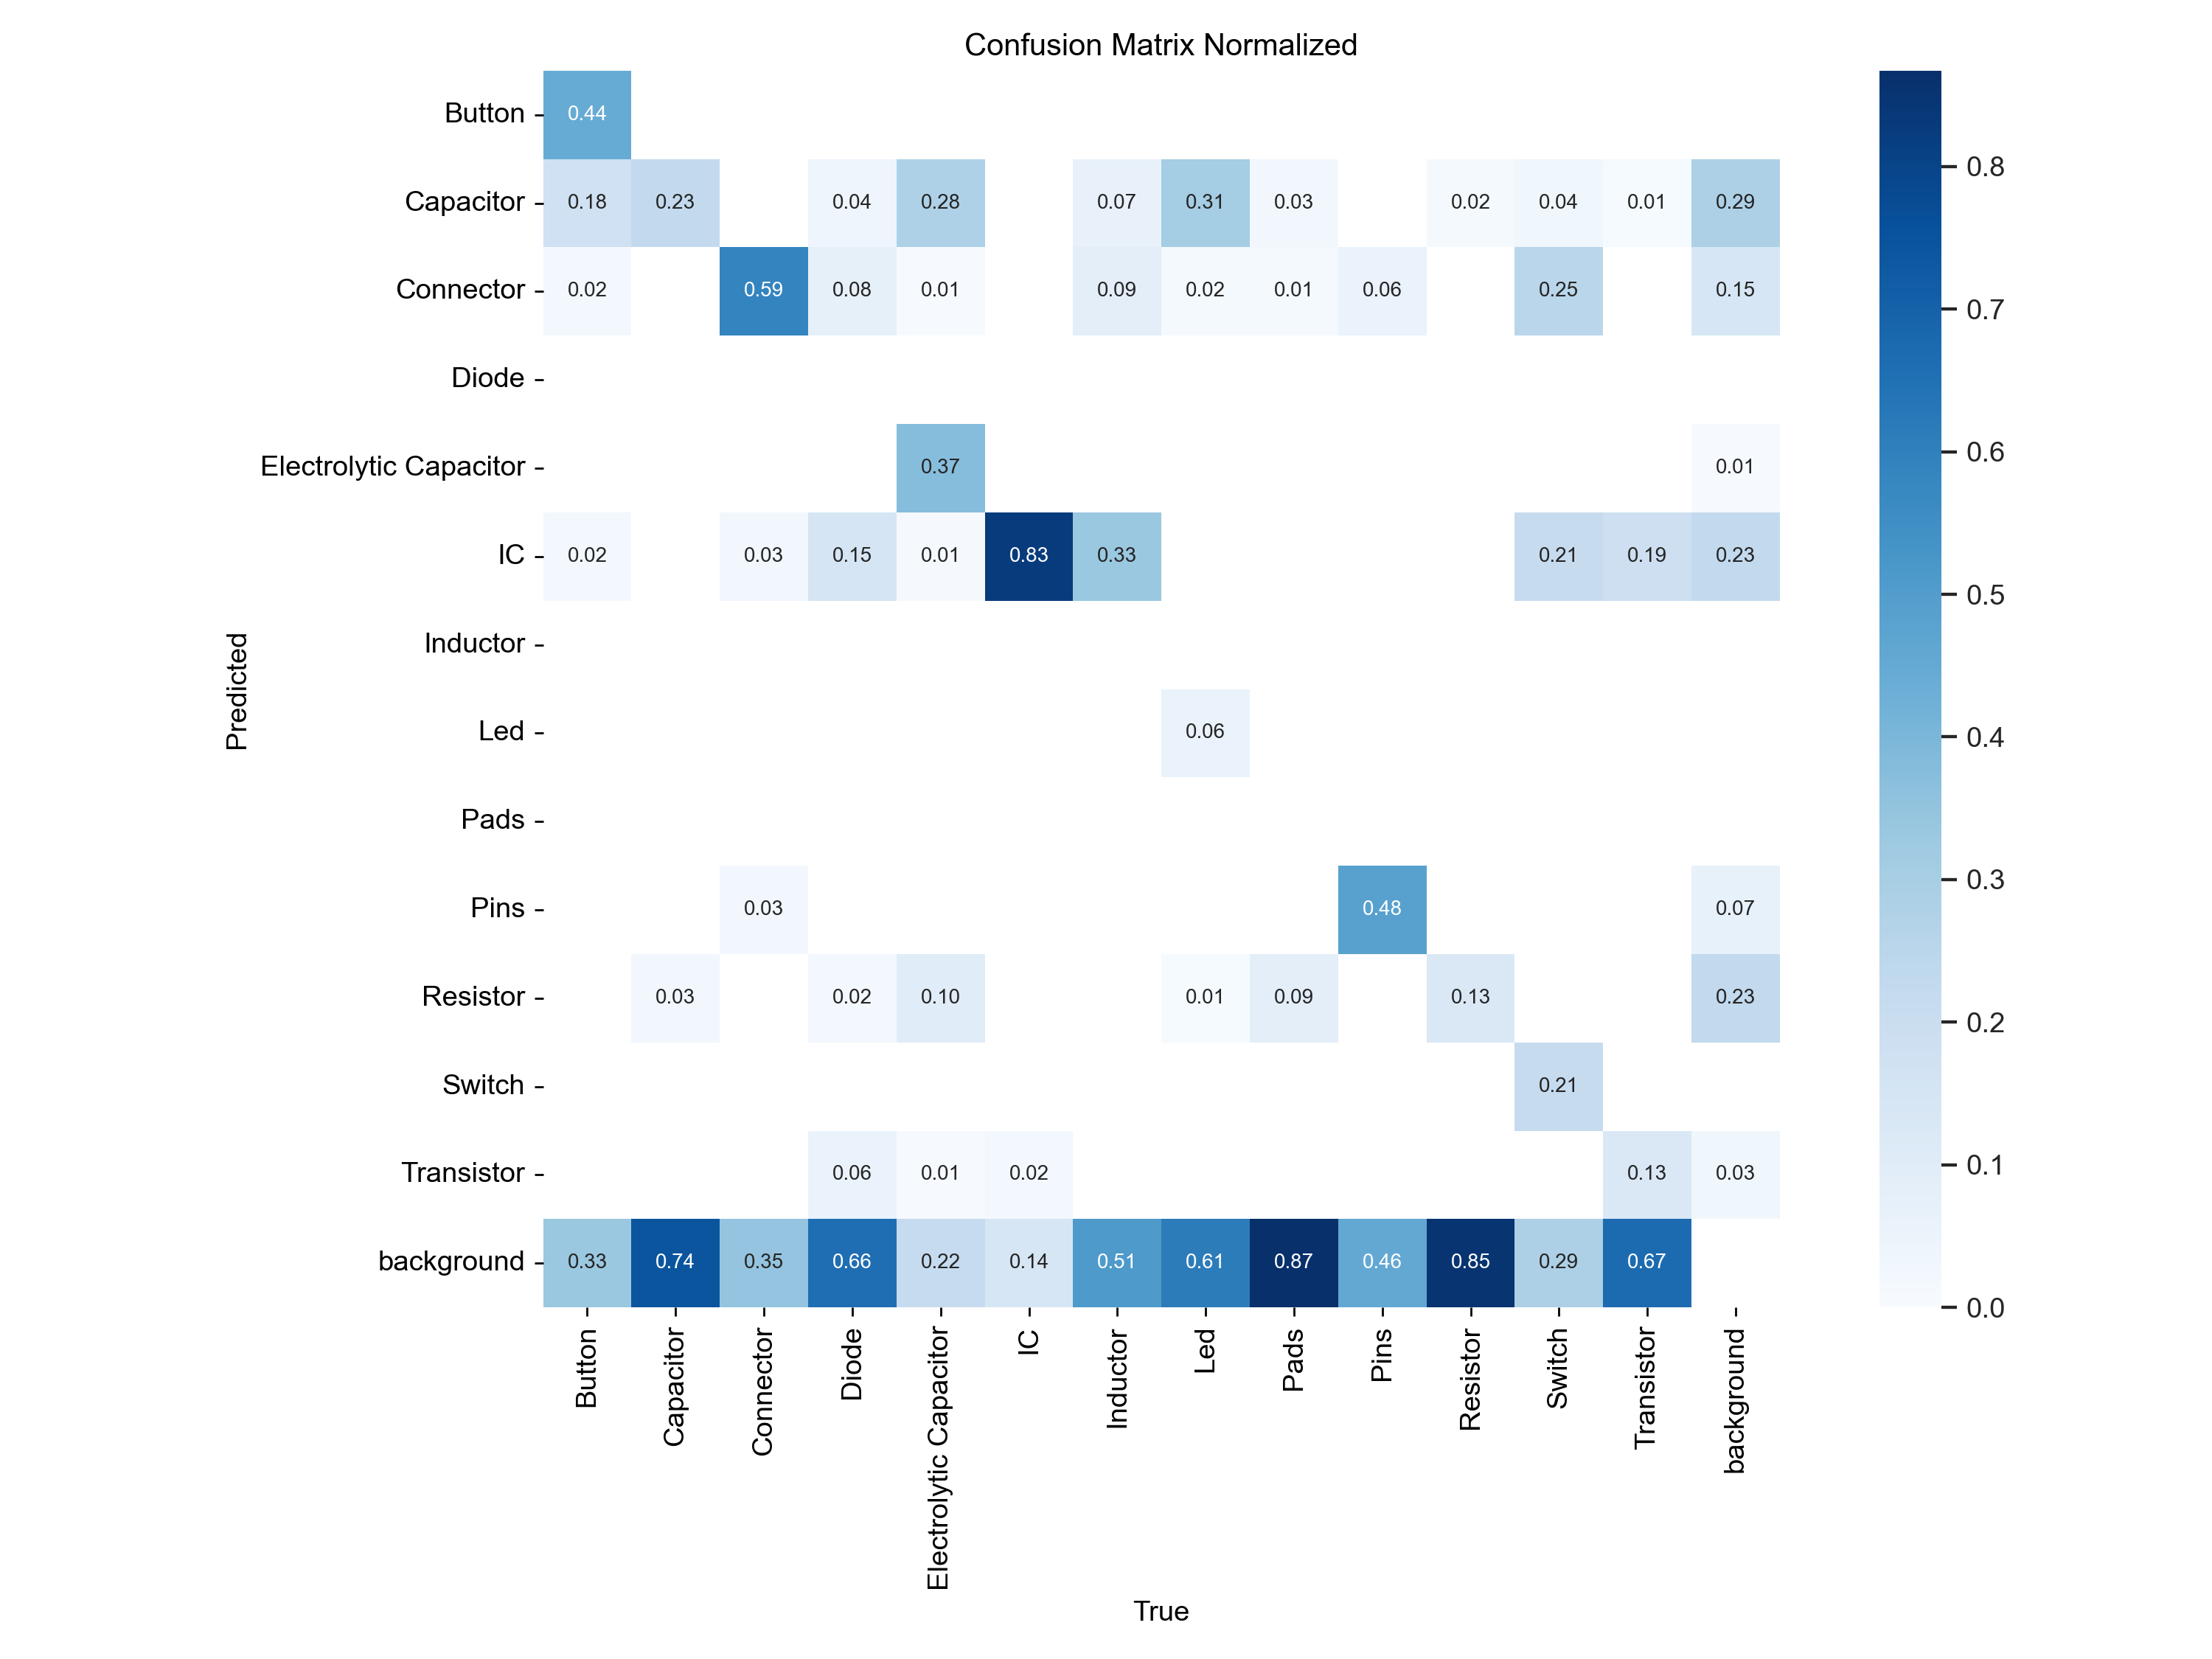 Confusion Matrix Normalized
Button 0.44
Capacitor 0.18 0.23 0.04 0.28 0.07 0.31 0.03 0.02 0.04 0.01 0.29
Connector 0.02 0.59 0.08 0.01 0.09 0.02 0.01 0.06 0.25 0.15
Diode
Electrolytic Capacitor 0.37 0.01
IC 0.02 0.03 0.15 0.01 0.83 0.33 0.21 0.19 0.23
Inductor
Led 0.06
Pads
Pins 0.03 0.48 0.07
Resistor 0.03 0.02 0.10 0.01 0.09 0.13 0.23
Switch 0.21
Transistor 0.06 0.01 0.02 0.13 0.03
background 0.33 0.74 0.35 0.66 0.22 0.14 0.51 0.61 0.87 0.46 0.85 0.29 0.67
Predicted
Button
Capacitor
Connector
Diode
Electrolytic Capacitor
IC
Inductor
Led
Pads
Pins
Resistor
Switch
Transistor
background
True
0.8
0.7
0.6
0.5
0.4
0.3
0.2
0.1
0.0